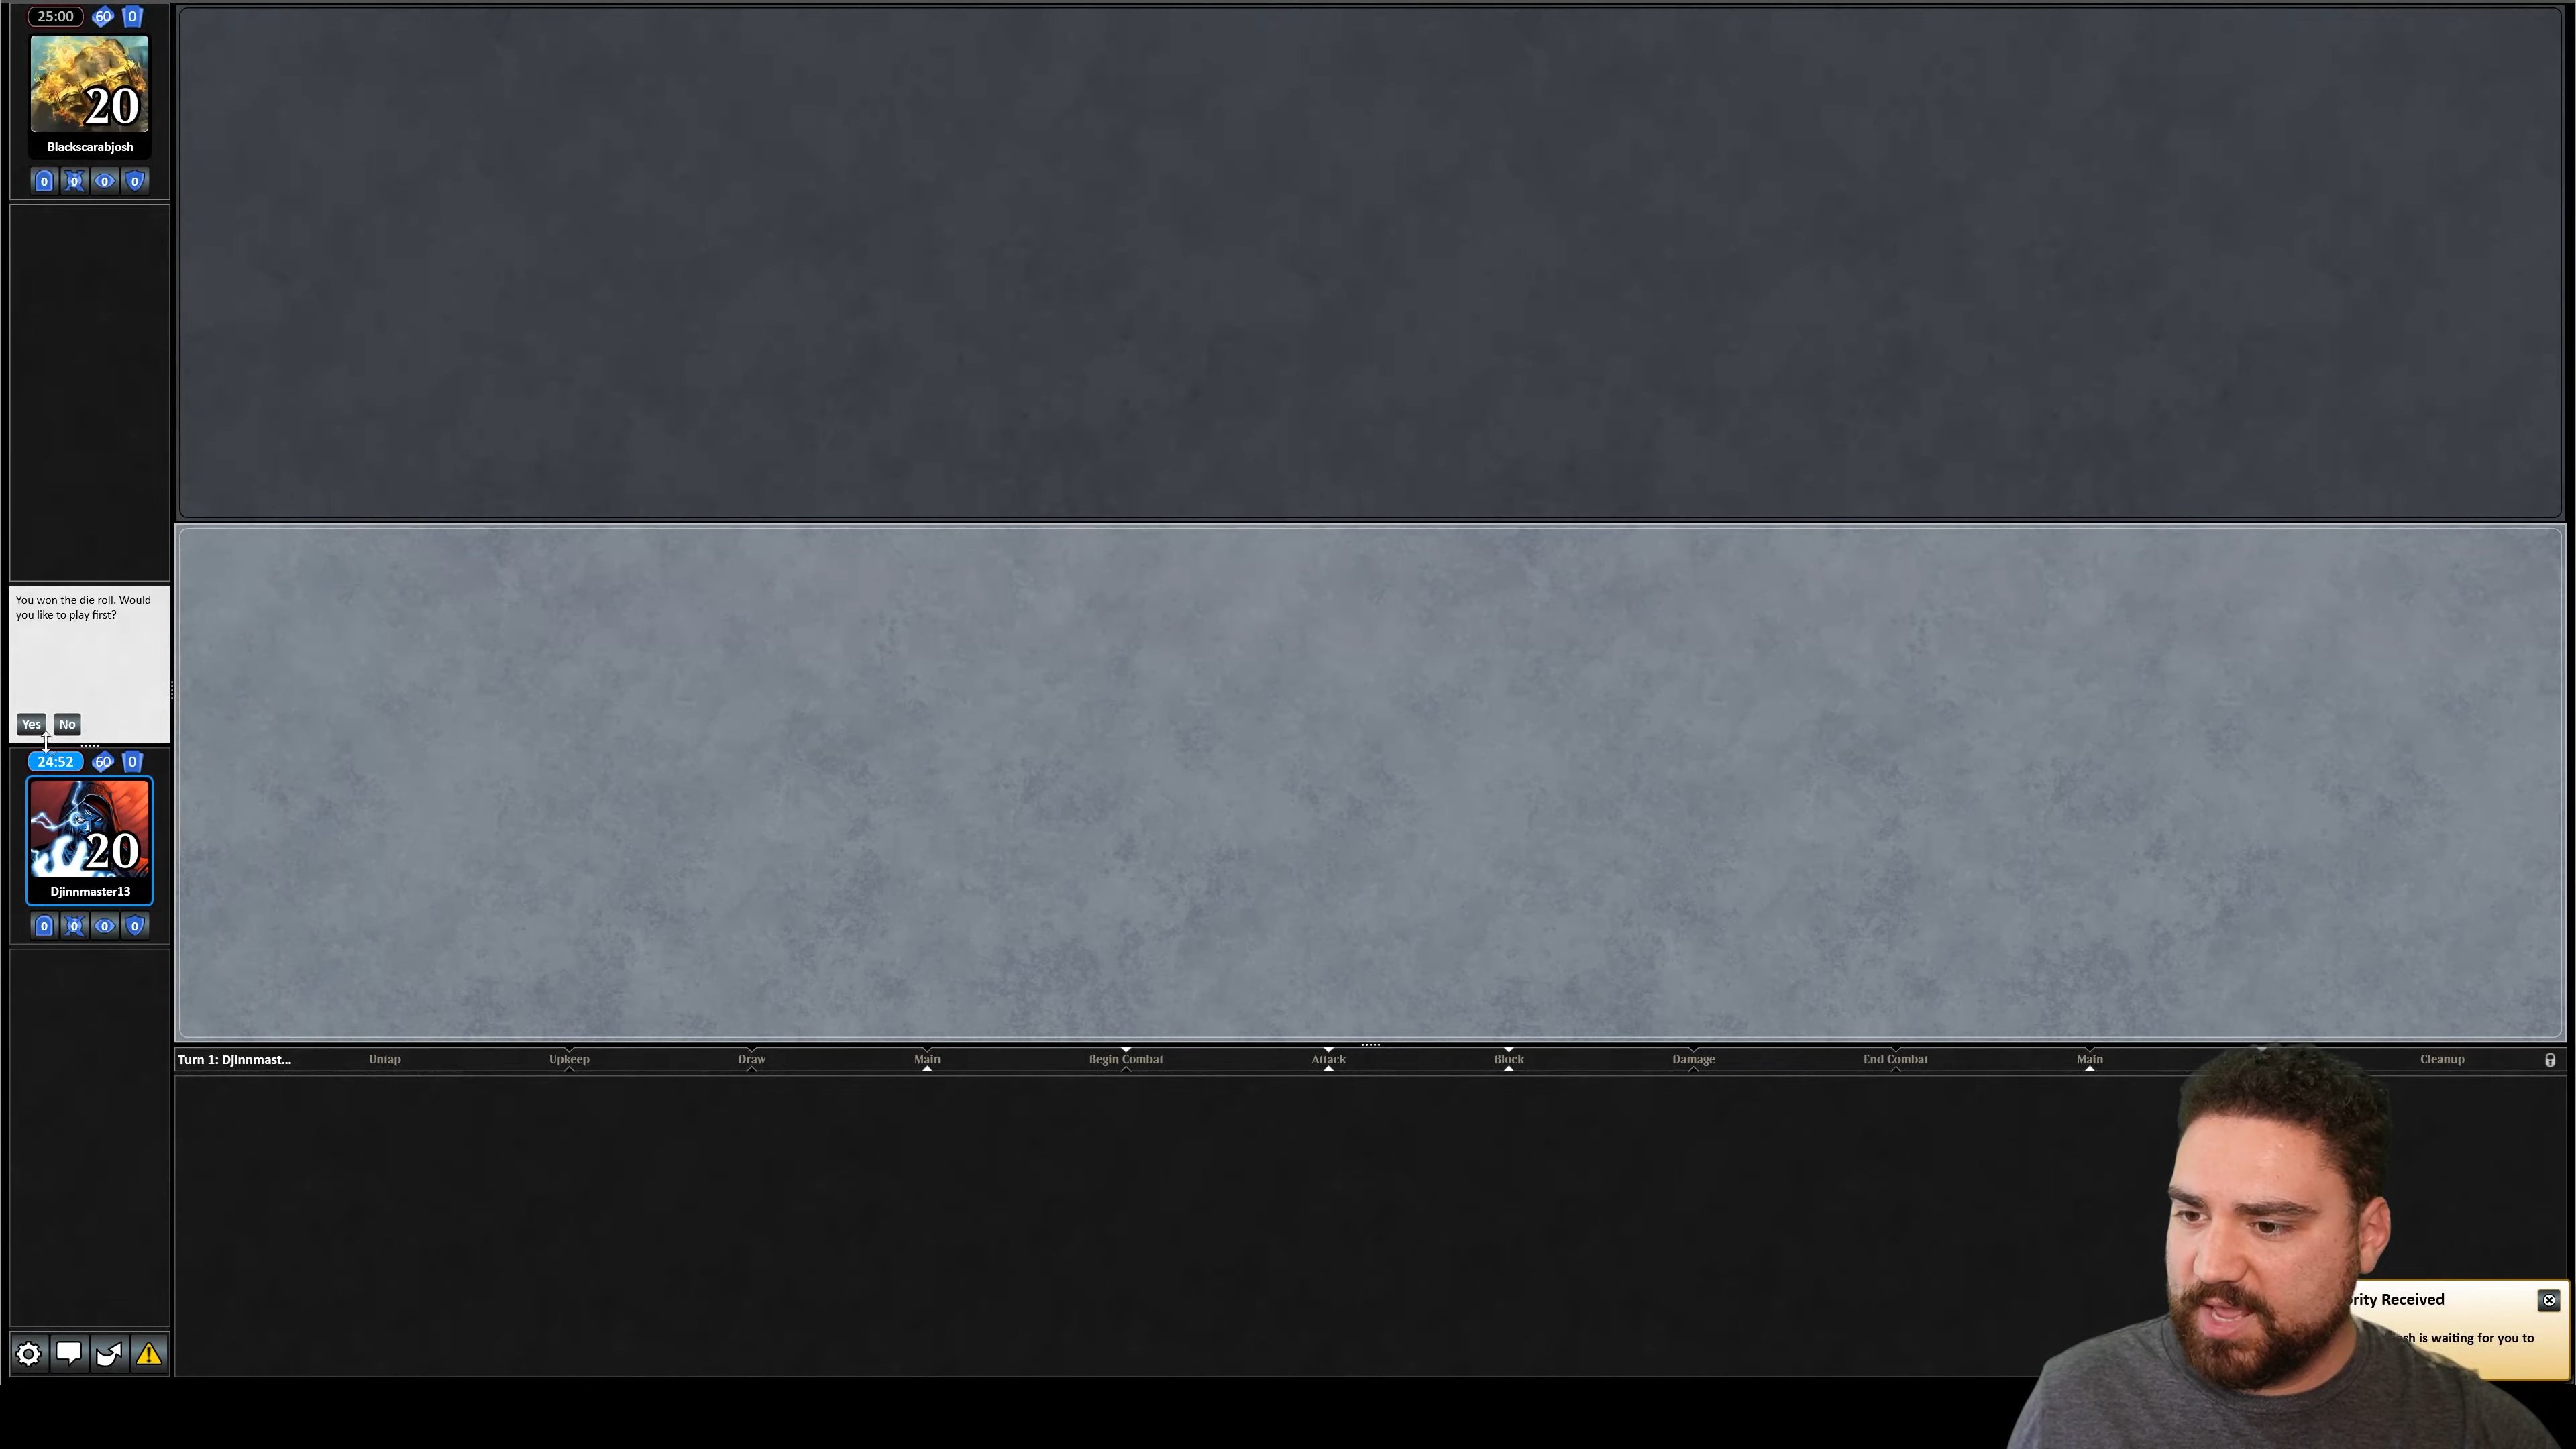 25:00 60 0
20
Blackscarabjosh
0 0 0 0
You won the die roll. Would
you like to play first?
Yes No
24:52 60 0
20
Djinnmaster13
0 0 0 0
Turn 1: Djinnmast... Untap Upkeep Draw Main Begin Combat Attack Block Damage End Combat Main Cleanup
Received
is waiting for you to